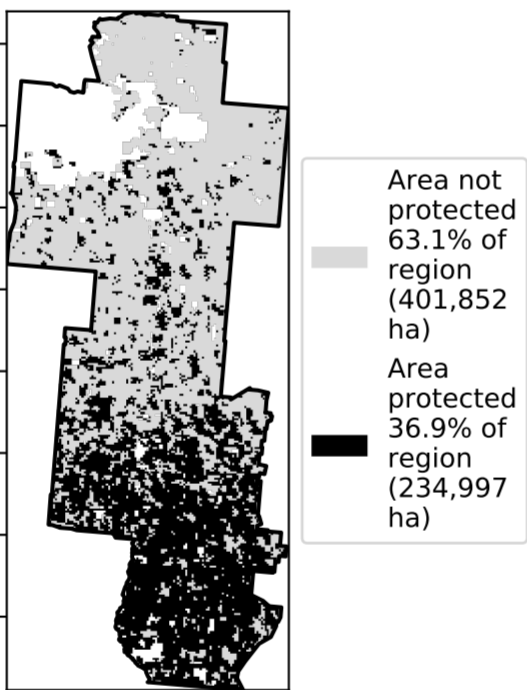 Area not
protected
63.1% of
region
(401,852
ha)
Area
protected
36.9% of
region
(234,997
ha)